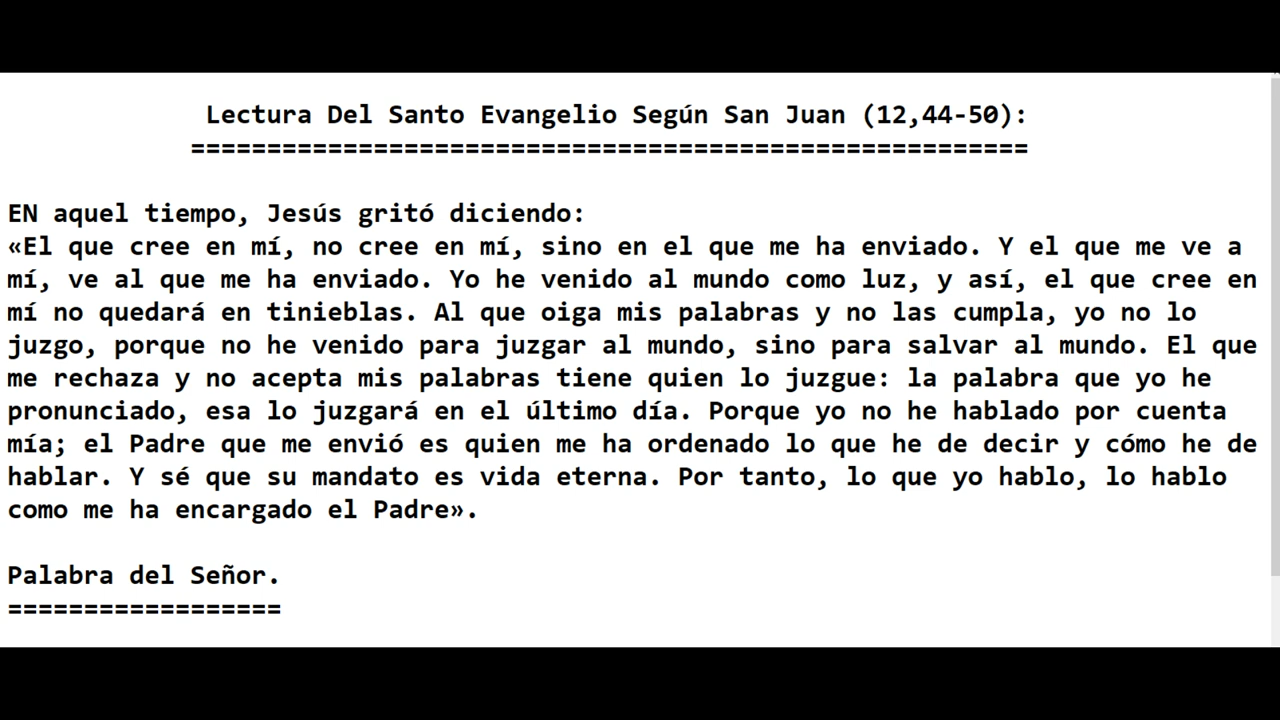 Lectura Del Santo Evangelio Según San Juan (12,44-50):
=======================================================
EN aquel tiempo, Jesús gritó diciendo:
«El que cree en mí, no cree en mí, sino en el que me ha enviado. Y el que me ve a
mí, ve al que me ha enviado. Yo he venido al mundo como luz, y así, el que cree en
mí no quedará en tinieblas. Al que oiga mis palabras y no las cumpla, yo no lo
juzgo, porque no he venido para juzgar al mundo, sino para salvar al mundo. El que
me rechaza y no acepta mis palabras tiene quien lo juzgue: la palabra que yo he
pronunciado, esa lo juzgará en el último día. Porque yo no he hablado por cuenta
mía; el Padre que me envió es quien me ha ordenado lo que he de decir y cómo he de
hablar. Y sé que su mandato es vida eterna. Por tanto, lo que yo hablo, lo hablo
como me ha encargado el Padre».
Palabra del Señor.
==================